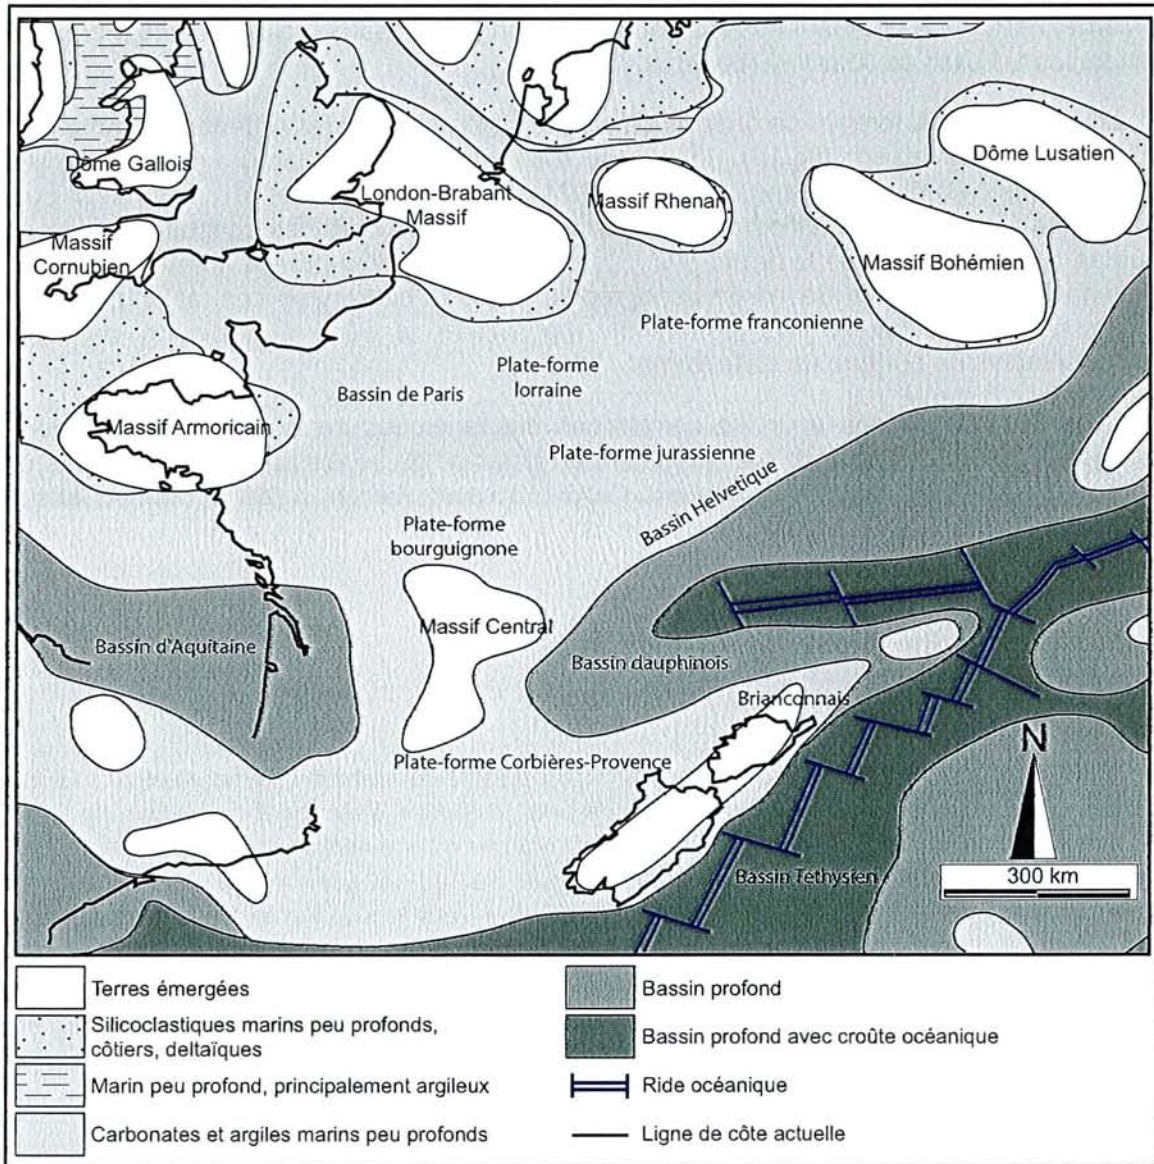 Dôme Gallois
London-Brabant
Massif
Massif Rhenan
Dôme Lusatien
Massif
Cornubien
Massif Bohémien
Plate-forme franconienne
Plate-forme
lorraine
Bassin de Paris
Massif Armoricain
Plate-forme jurassienne
Bassin Helvetique
Plate-forme
bourguignone
Massif Central
Bassin d'Aquitaine
Bassin dauphinois
Brianconnais
Plate-forme Corbières-Provence
N
300 km
Bassin Téthysien
Terres émergées
Silicoclastiques marins peu profonds,
côtiers, deltaïques
Marin peu profond, principalement argileux
Carbonates et argiles marins peu profonds
Bassin profond
Bassin profond avec croûte océanique
Ride océanique
Ligne de côte actuelle